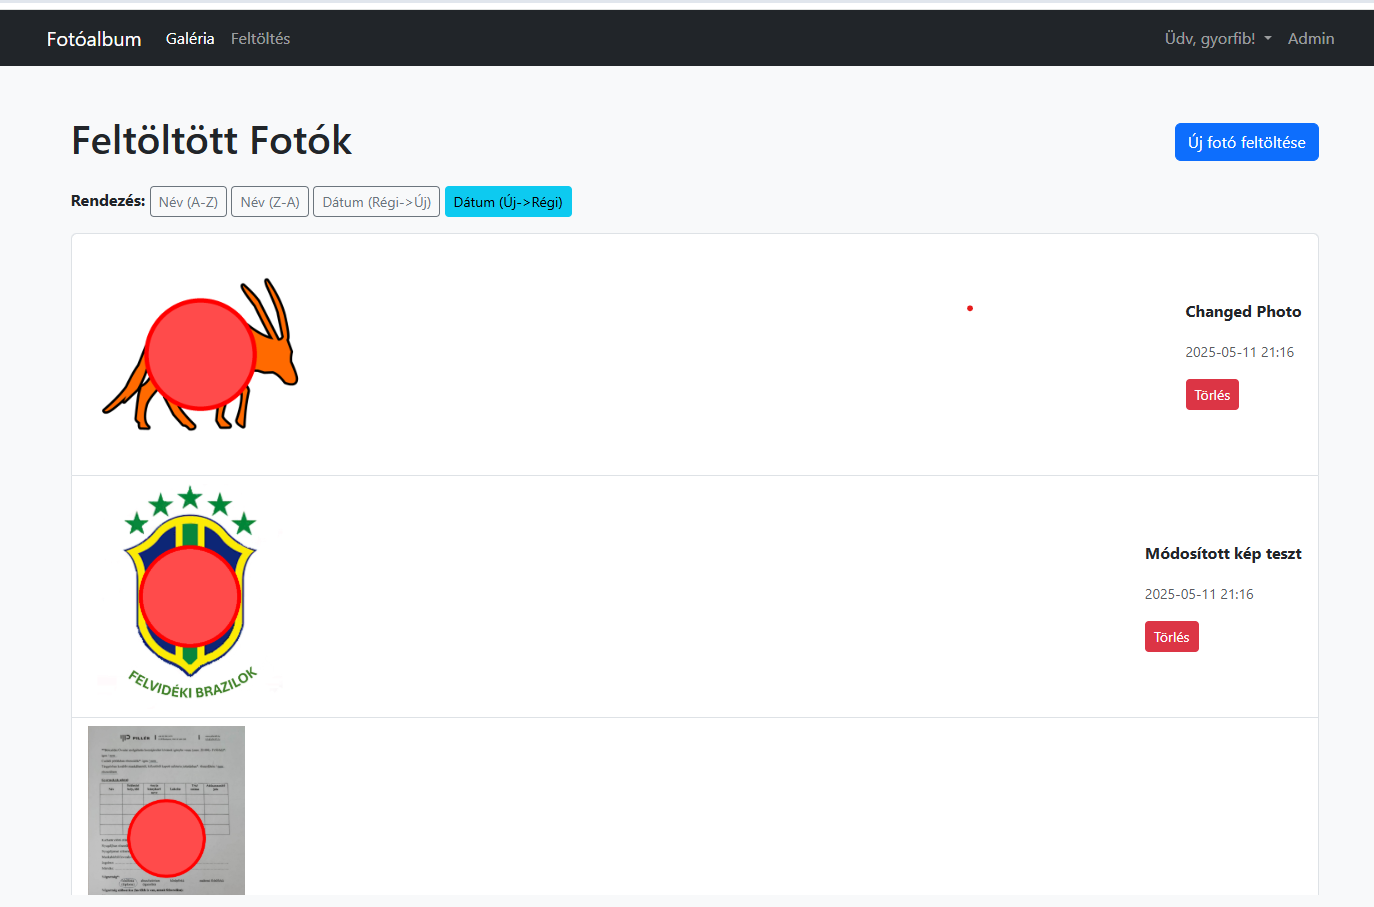 Fotóalbum Galéria Feltöltés Üdv, gyorfib! Admin
Feltöltött Fotók
Új fotó feltöltése
Rendezés: Név (A-Z) Név (Z-A) Dátum (Régi->Új) Dátum (Új->Régi)
Changed Photo
2025-05-11 21:16
Törlés
Módosított kép teszt
2025-05-11 21:16
Törlés
FELVIDÉKI BRAZILOK